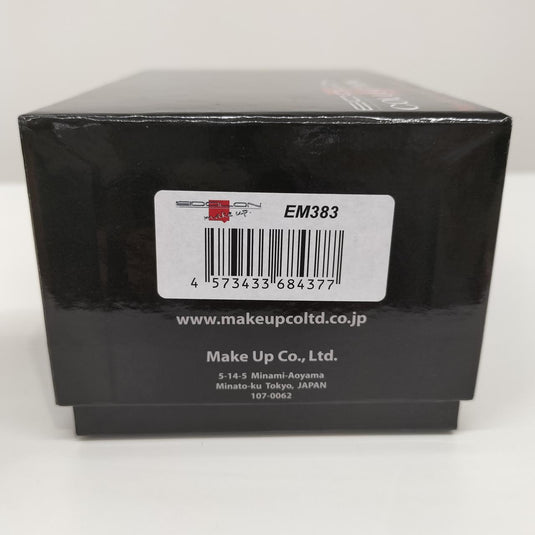 EIDOLON
make up.
EM383
4 573433 684377
www.makeupcoltd.co.jp
Make Up Co., Ltd.
5-14-5 Minami-Aoyama
Minato-ku Tokyo, JAPAN
107-0062